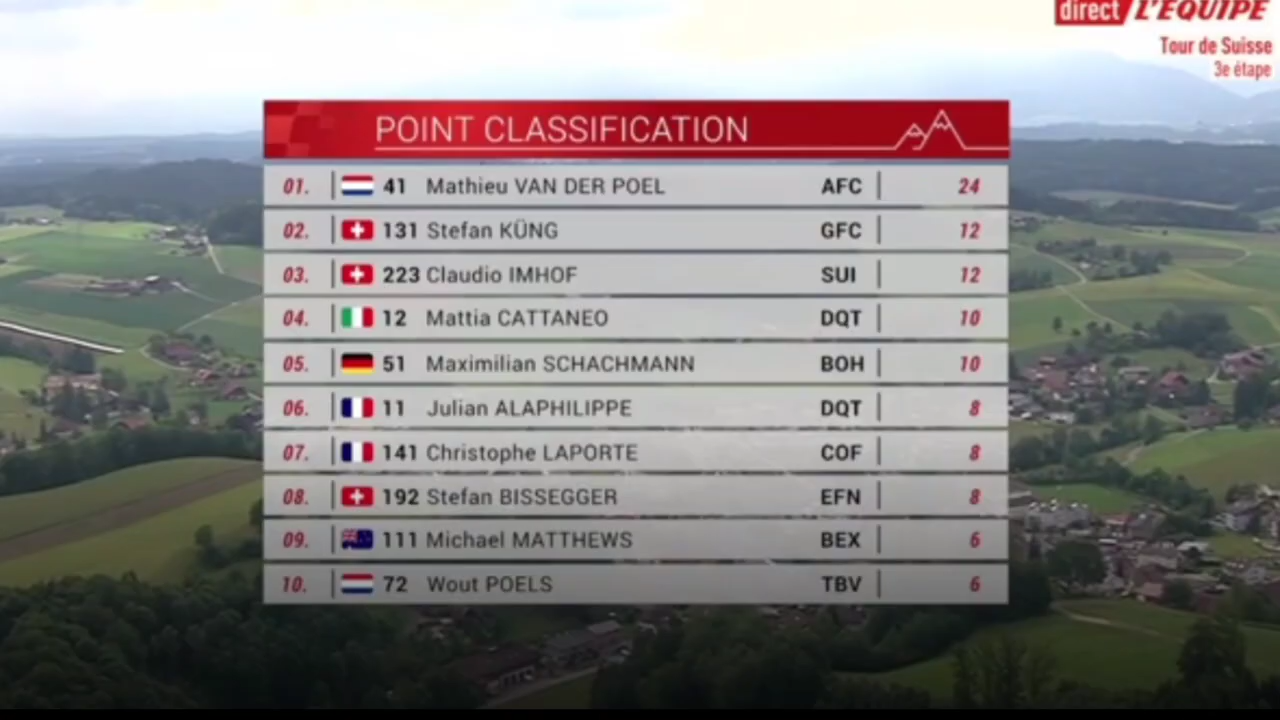 direct L'ÉQUIPE
Tour de Suisse
3e étape
POINT CLASSIFICATION
01. 41 Mathieu VAN DER POEL AFC 24
02. 131 Stefan KÜNG GFC 12
03. 223 Claudio IMHOF SUI 12
04. 12 Mattia CATTANEO DQT 10
05. 51 Maximilian SCHACHMANN BOH 10
06. 11 Julian ALAPHILIPPE DQT 8
07. 141 Christophe LAPORTE COF 8
08. 192 Stefan BISSEGGER EFN 8
09. 111 Michael MATTHEWS BEX 6
10. 72 Wout POELS TBV 6